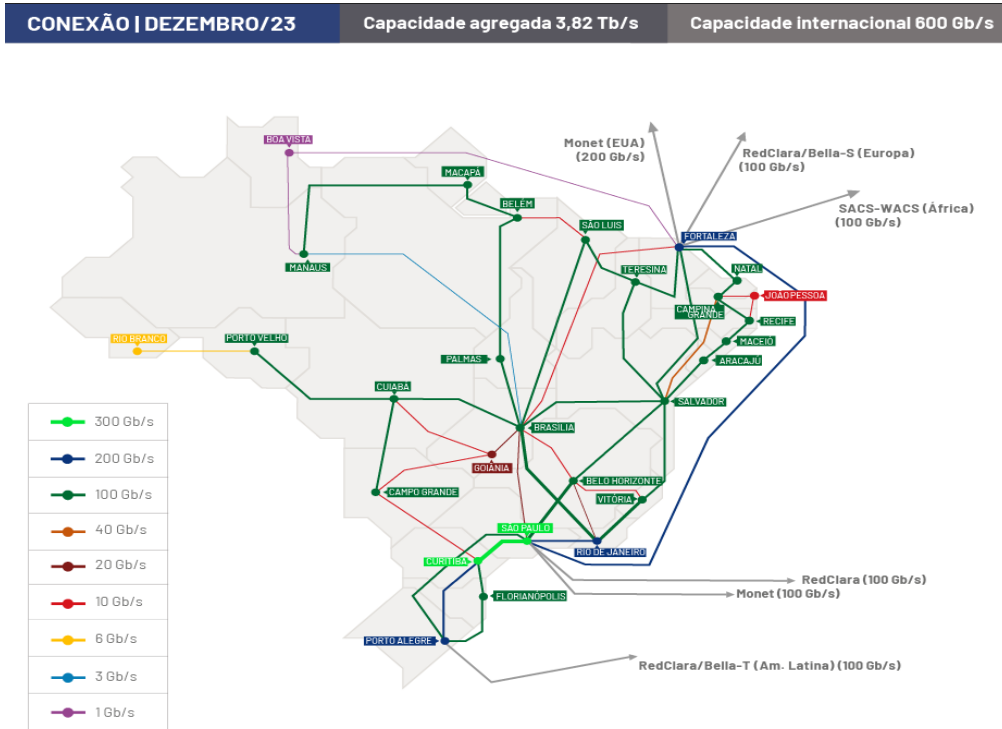 CONEXÃO | DEZEMBRO/23
Capacidade agregada 3,82 Tb/s
Capacidade internacional 600 Gb/s
Monet (EUA)
(200 Gb/s)
RedClara/Bella-S (Europa)
(100 Gb/s)
SACS-WACS (África)
(100 Gb/s)
BOA VISTA
MACAPÁ
BELÉM
SÃO LUIS
FORTALEZA
MANAUS
TERESINA
NATAL
JOÃO PESSOA
CAMPINA
GRANDE
RECIFE
RIO BRANCO
PORTO VELHO
MACEIÓ
PALMAS
ARACAJU
CUIABÁ
SALVADOR
BRASILIA
GOIÂNIA
BELO HORIZONTE
CAMPO GRANDE
VITÓRIA
SÃO PAULO
RIO DE JANEIRO
CURITIBA
FLORIANÓPOLIS
PORTO ALEGRE
RedClara (100 Gb/s)
Monet (100 Gb/s)
RedClara/Bella-T (Am. Latina) (100 Gb/s)
300 Gb/s
200 Gb/s
100 Gb/s
40 Gb/s
20 Gb/s
10 Gb/s
6 Gb/s
3 Gb/s
1 Gb/s